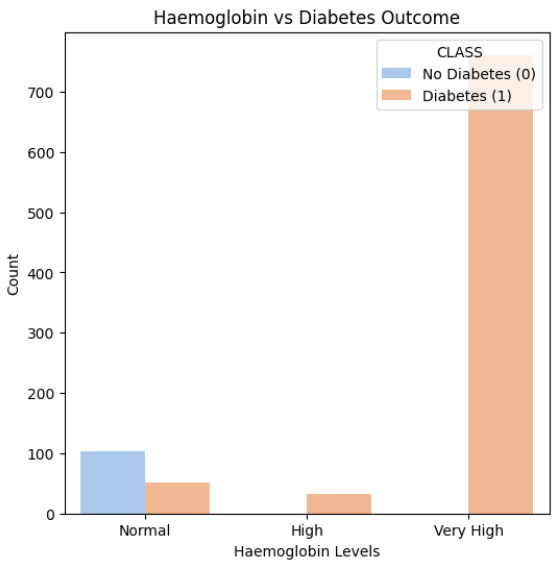 Haemoglobin vs Diabetes Outcome
CLASS
No Diabetes (0)
Diabetes (1)
700
600
500
400
300
200
100
0
Count
Normal High Very High
Haemoglobin Levels